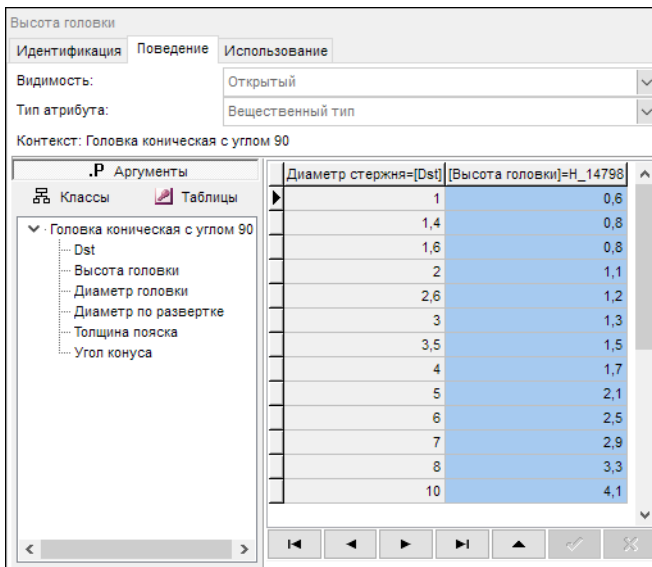 Высота головки
Идентификация Поведение Использование
Видимость: Открытый
Тип атрибута: Вещественный тип
Контекст: Головка коническая с углом 90
.P Аргументы
Классы Таблицы
Головка коническая с углом 90
Dst
Высота головки
Диаметр головки
Диаметр по развертке
Толщина пояска
Угол конуса
Диаметр стержня=[Dst] [Высота головки]=H_14798
1 0,6
1,4 0,8
1,6 0,8
2 1,1
2,6 1,2
3 1,3
3,5 1,5
4 1,7
5 2,1
6 2,5
7 2,9
8 3,3
10 4,1